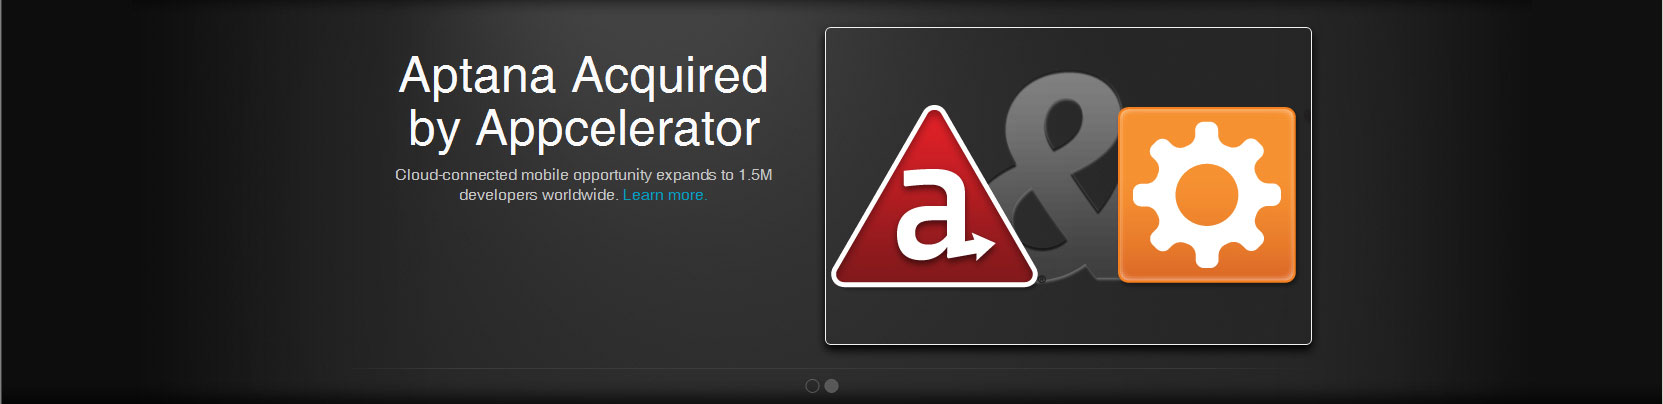 Aptana Acquired
by Appcelerator
Cloud-connected mobile opportunity expands to 1.5M
developers worldwide. Learn more.
a
&